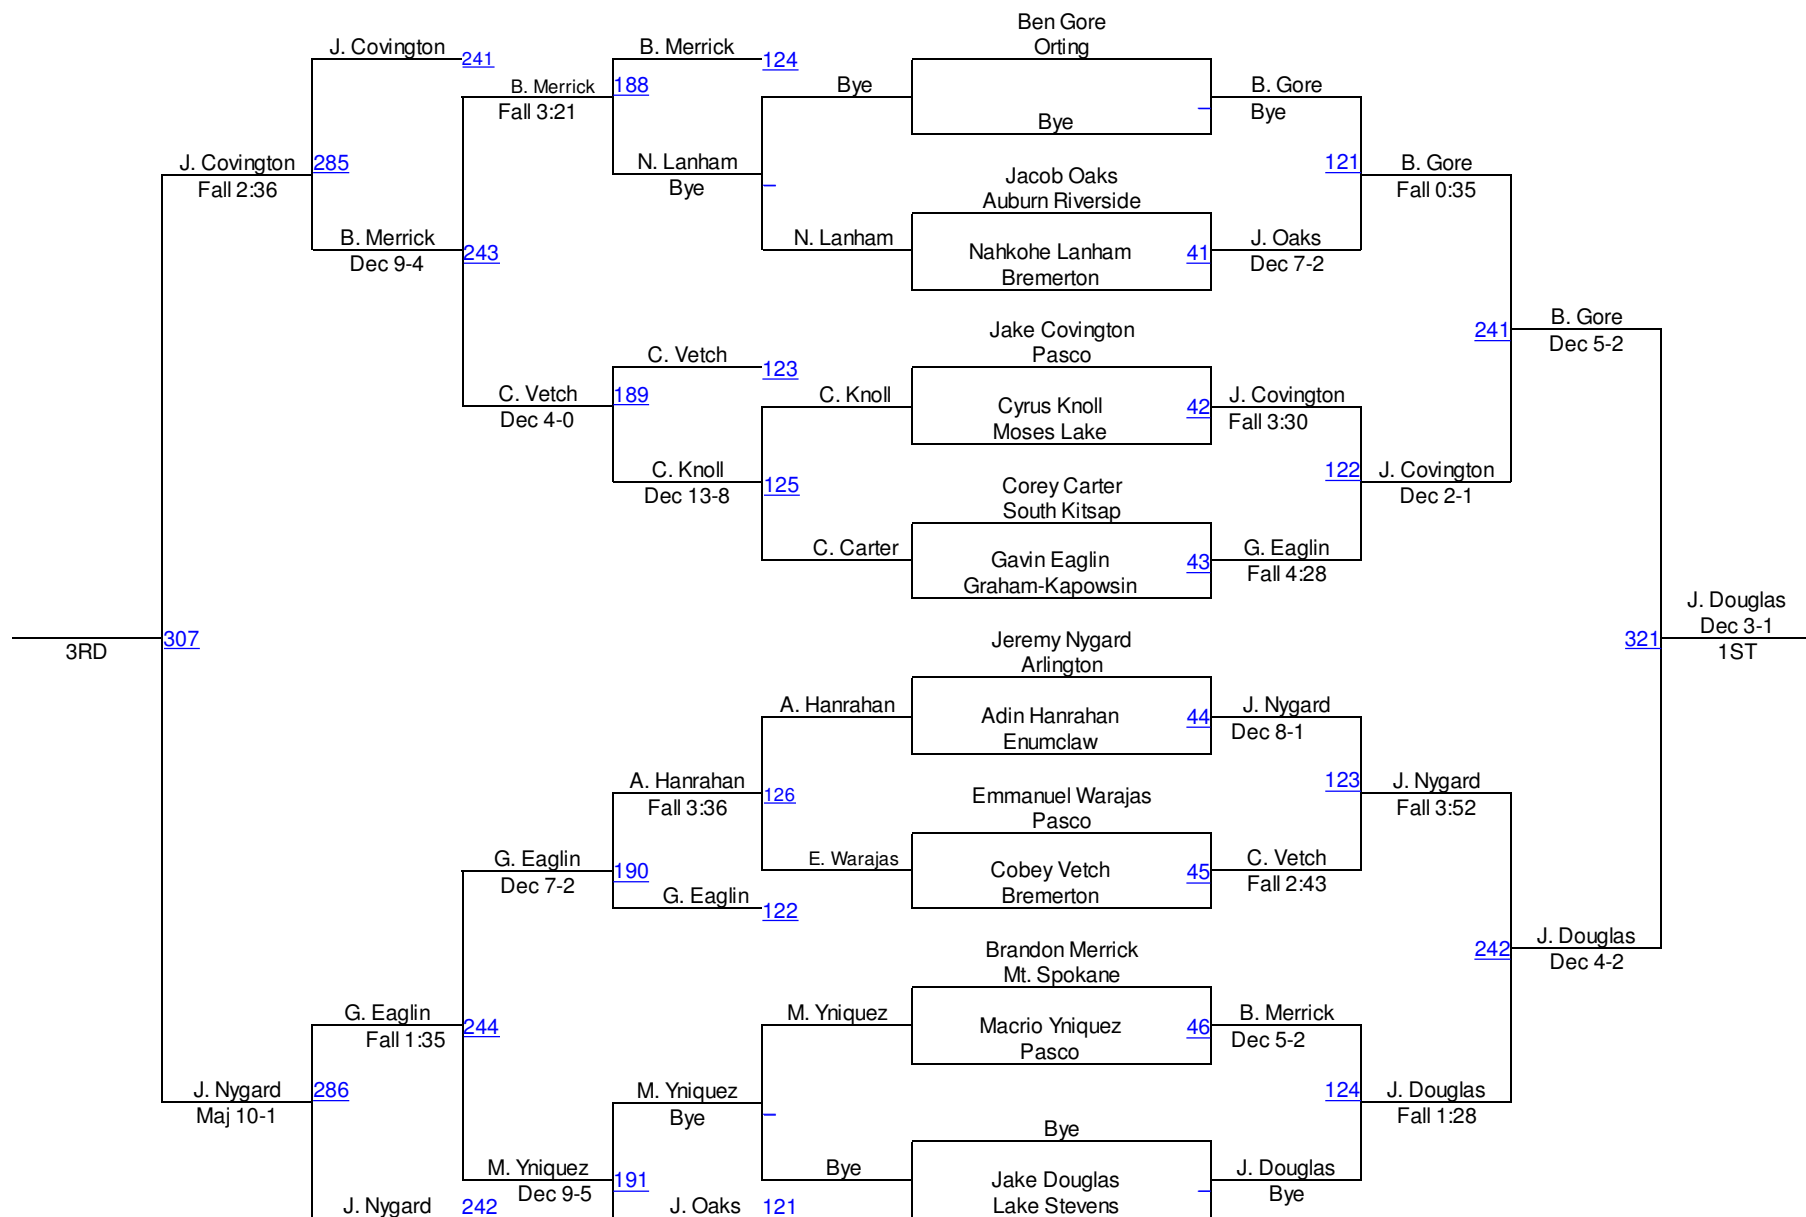 Ben Gore
J. Covington
241
B. Merrick
124
Orting
B. Merrick
188
Bye
B. Gore
Fall 3:21
Bye
Bye
J. Covington
285
N. Lanham
121
B. Gore
Fall 2:36
Bye
Jacob Oaks
Fall 0:35
Auburn Riverside
B. Merrick
243
N. Lanham
Nahkohe Lanham
41
J. Oaks
Dec 9-4
Bremerton
Dec 7-2
Jake Covington
241
B. Gore
C. Vetch
123
Pasco
Dec 5-2
C. Vetch
189
C. Knoll
Cyrus Knoll
42
J. Covington
Dec 4-0
Moses Lake
Fall 3:30
C. Knoll
125
122
J. Covington
Dec 13-8
Corey Carter
Dec 2-1
South Kitsap
C. Carter
Gavin Eaglin
43
G. Eaglin
Graham-Kapowsin
Fall 4:28
J. Douglas
307
Jeremy Nygard
321
Dec 3-1
3RD
Arlington
1ST
A. Hanrahan
Adin Hanrahan
44
J. Nygard
Enumclaw
Dec 8-1
A. Hanrahan
126
Emmanuel Warajas
123
J. Nygard
Fall 3:36
Pasco
Fall 3:52
G. Eaglin
190
E. Warajas
Cobey Vetch
45
C. Vetch
Dec 7-2
Bremerton
Fall 2:43
G. Eaglin
122
Brandon Merrick
242
J. Douglas
Mt. Spokane
Dec 4-2
G. Eaglin
244
M. Yniquez
Macrio Yniquez
46
B. Merrick
Fall 1:35
Pasco
Dec 5-2
J. Nygard
286
M. Yniquez
124
J. Douglas
Maj 10-1
Bye
Bye
Fall 1:28
M. Yniquez
191
Bye
Jake Douglas
J. Douglas
Dec 9-5
Lake Stevens
Bye
J. Nygard
242
J. Oaks
121